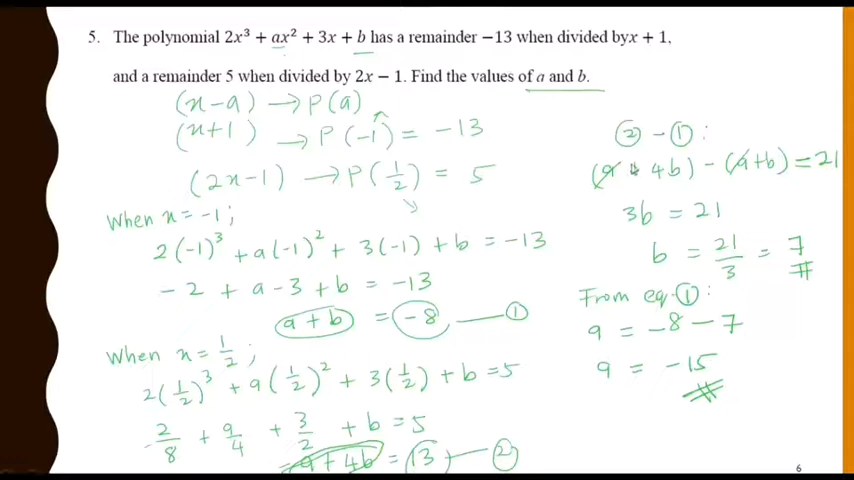 5. The polynomial 2x³ + ax² + 3x + b has a remainder −13 when divided byx + 1,
and a remainder 5 when divided by 2x − 1. Find the values of a and b.
(x-a) → P(a)
(x+1) → P(-1) = -13
(2x-1) → P(1/2) = 5
When x = -1;
2(-1)³ + a(-1)² + 3(-1) + b = -13
-2 + a - 3 + b = -13
a + b = -8 — ①
When x = 1/2;
2(1/2)³ + a(1/2)² + 3(1/2) + b = 5
2/8 + a/4 + 3/2 + b = 5
= a + 4b = 13 — ②
② - ① :
(a + 4b) - (a+b) = 21
3b = 21
b = 21/3 = 7
From eq. ① :
a = -8 - 7
a = -15
6